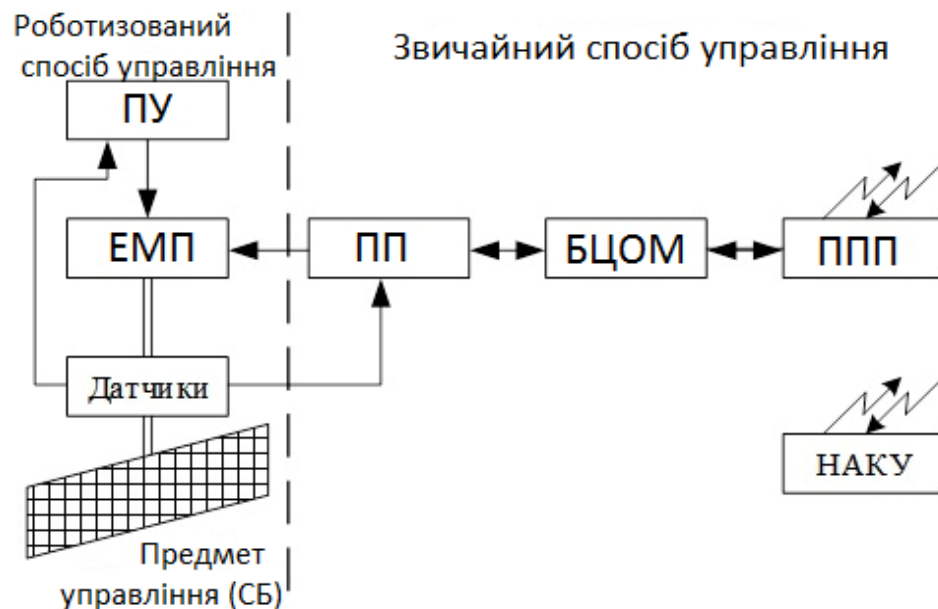 Роботизований
спосіб управління
Звичайний спосіб управління
ПУ
ЕМП
ПП
БЦОМ
ППП
Датчики
НАКУ
Предмет
управління (СБ)